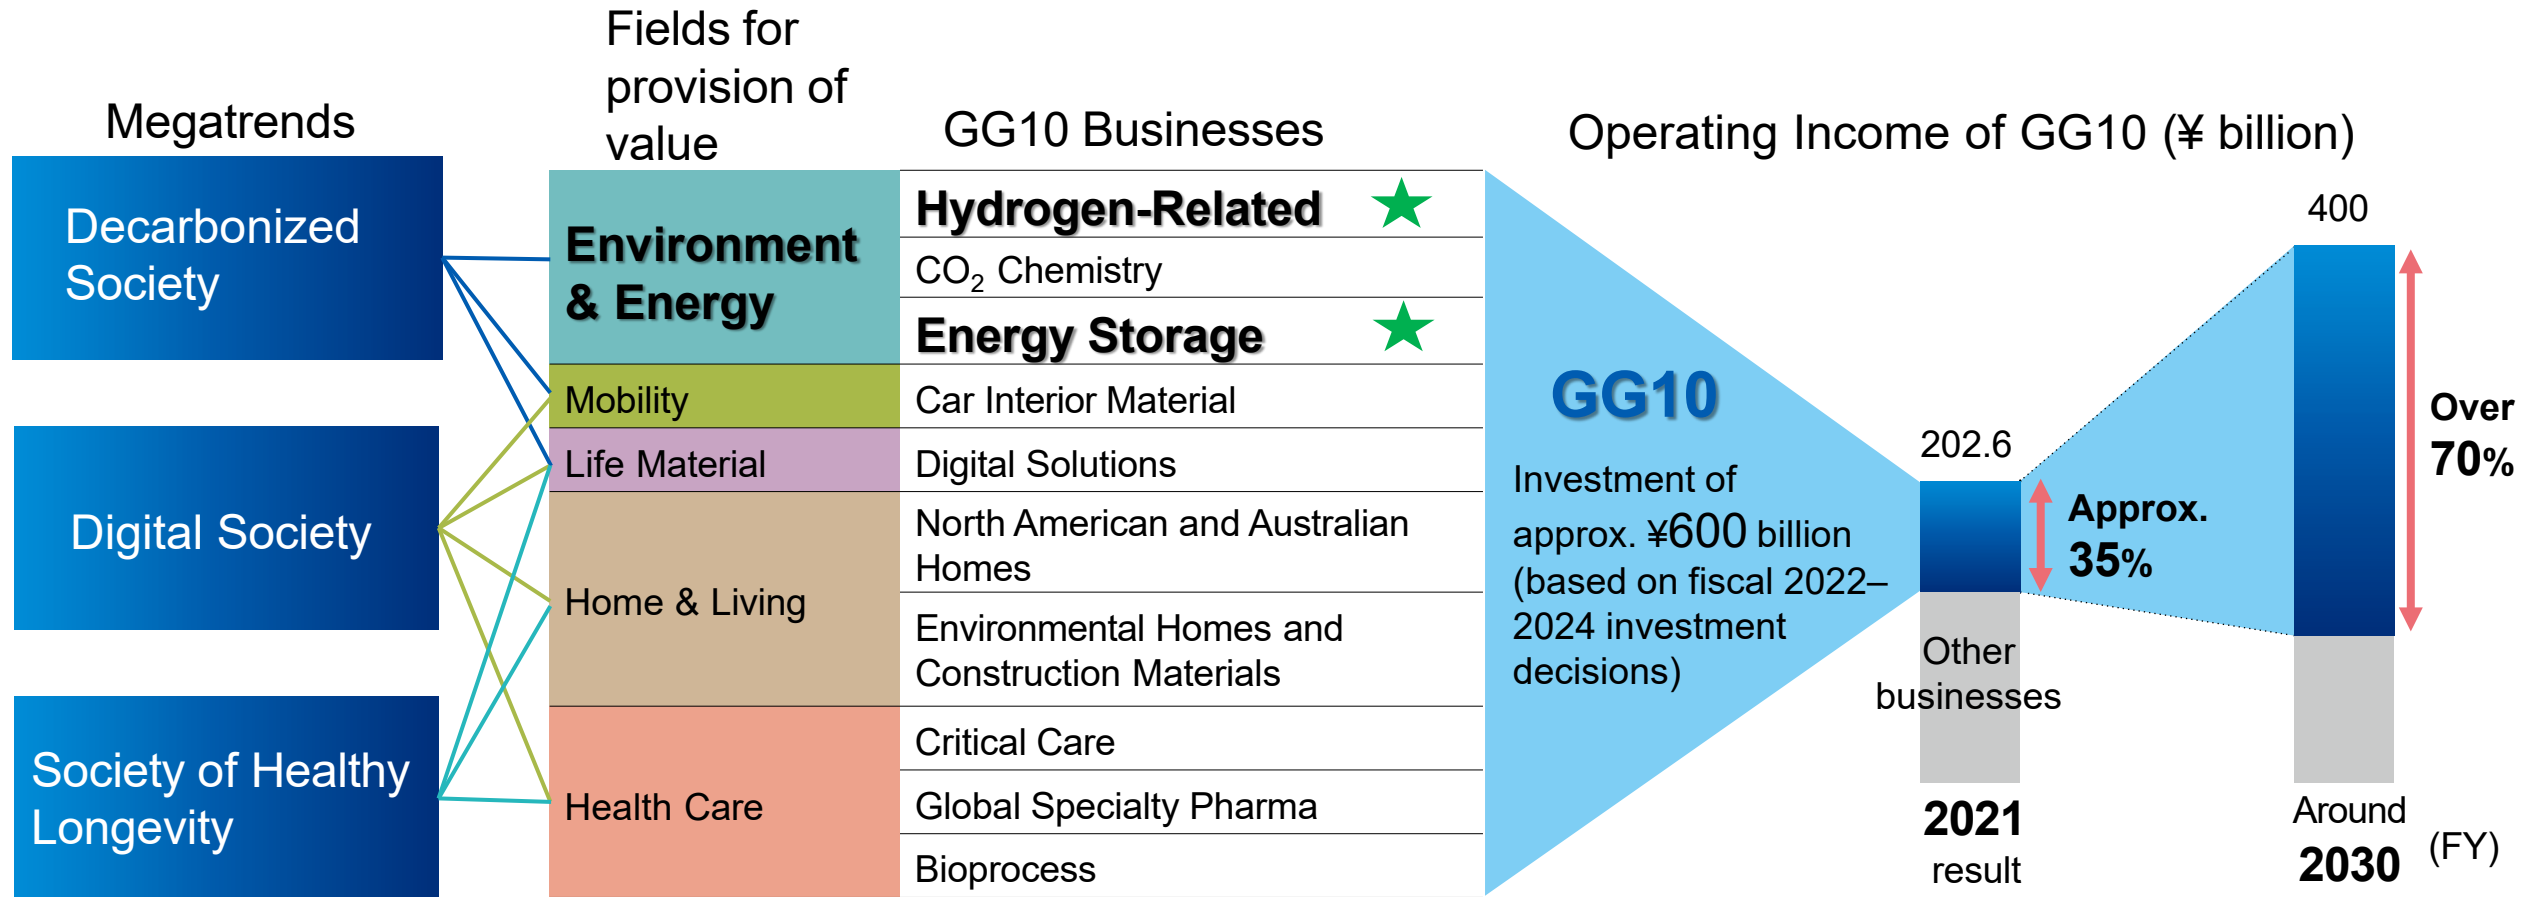 Megatrends
Decarbonized
Society
Digital Society
Society of Healthy
Longevity
Fields for
provision of
value
Environment
& Energy
Mobility
Life Material
Home & Living
Health Care
GG10 Businesses
Hydrogen-Related
CO₂ Chemistry
Energy Storage
Car Interior Material
Digital Solutions
North American and Australian
Homes
Environmental Homes and
Construction Materials
Critical Care
Global Specialty Pharma
Bioprocess
GG10
Investment of
approx. ¥600 billion
(based on fiscal 2022–
2024 investment
decisions)
Operating Income of GG10 (¥ billion)
202.6
Approx.
35%
Other
businesses
2021
result
400
Over
70%
Around
2030
(FY)